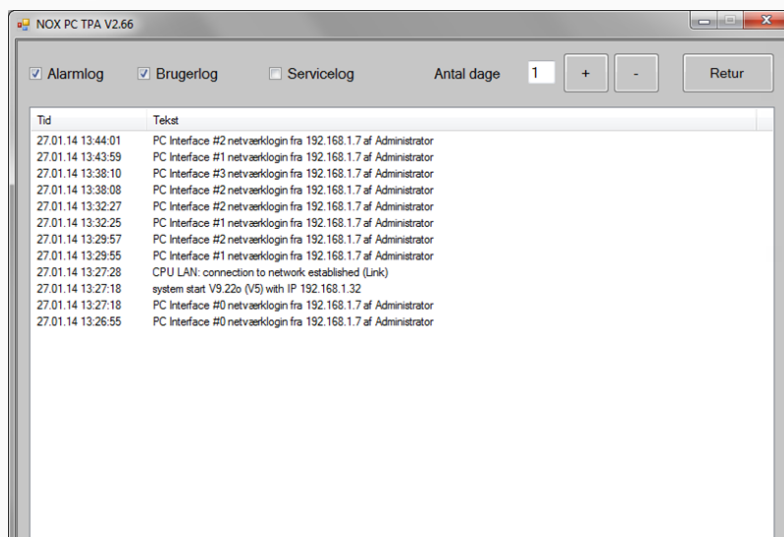 NOX PC TPA V2.66
Alarmlog Brugerlog Servicelog Antal dage 1 + - Retur
Tid Tekst
27.01.14 13:44:01 PC Interface #2 netværklogin fra 192.168.1.7 af Administrator
27.01.14 13:43:59 PC Interface #1 netværklogin fra 192.168.1.7 af Administrator
27.01.14 13:38:10 PC Interface #3 netværklogin fra 192.168.1.7 af Administrator
27.01.14 13:38:08 PC Interface #2 netværklogin fra 192.168.1.7 af Administrator
27.01.14 13:32:27 PC Interface #2 netværklogin fra 192.168.1.7 af Administrator
27.01.14 13:32:25 PC Interface #1 netværklogin fra 192.168.1.7 af Administrator
27.01.14 13:29:57 PC Interface #2 netværklogin fra 192.168.1.7 af Administrator
27.01.14 13:29:55 PC Interface #1 netværklogin fra 192.168.1.7 af Administrator
27.01.14 13:27:28 CPU LAN: connection to network established (Link)
27.01.14 13:27:18 system start V9.22o (V5) with IP 192.168.1.32
27.01.14 13:27:18 PC Interface #0 netværklogin fra 192.168.1.7 af Administrator
27.01.14 13:26:55 PC Interface #0 netværklogin fra 192.168.1.7 af Administrator